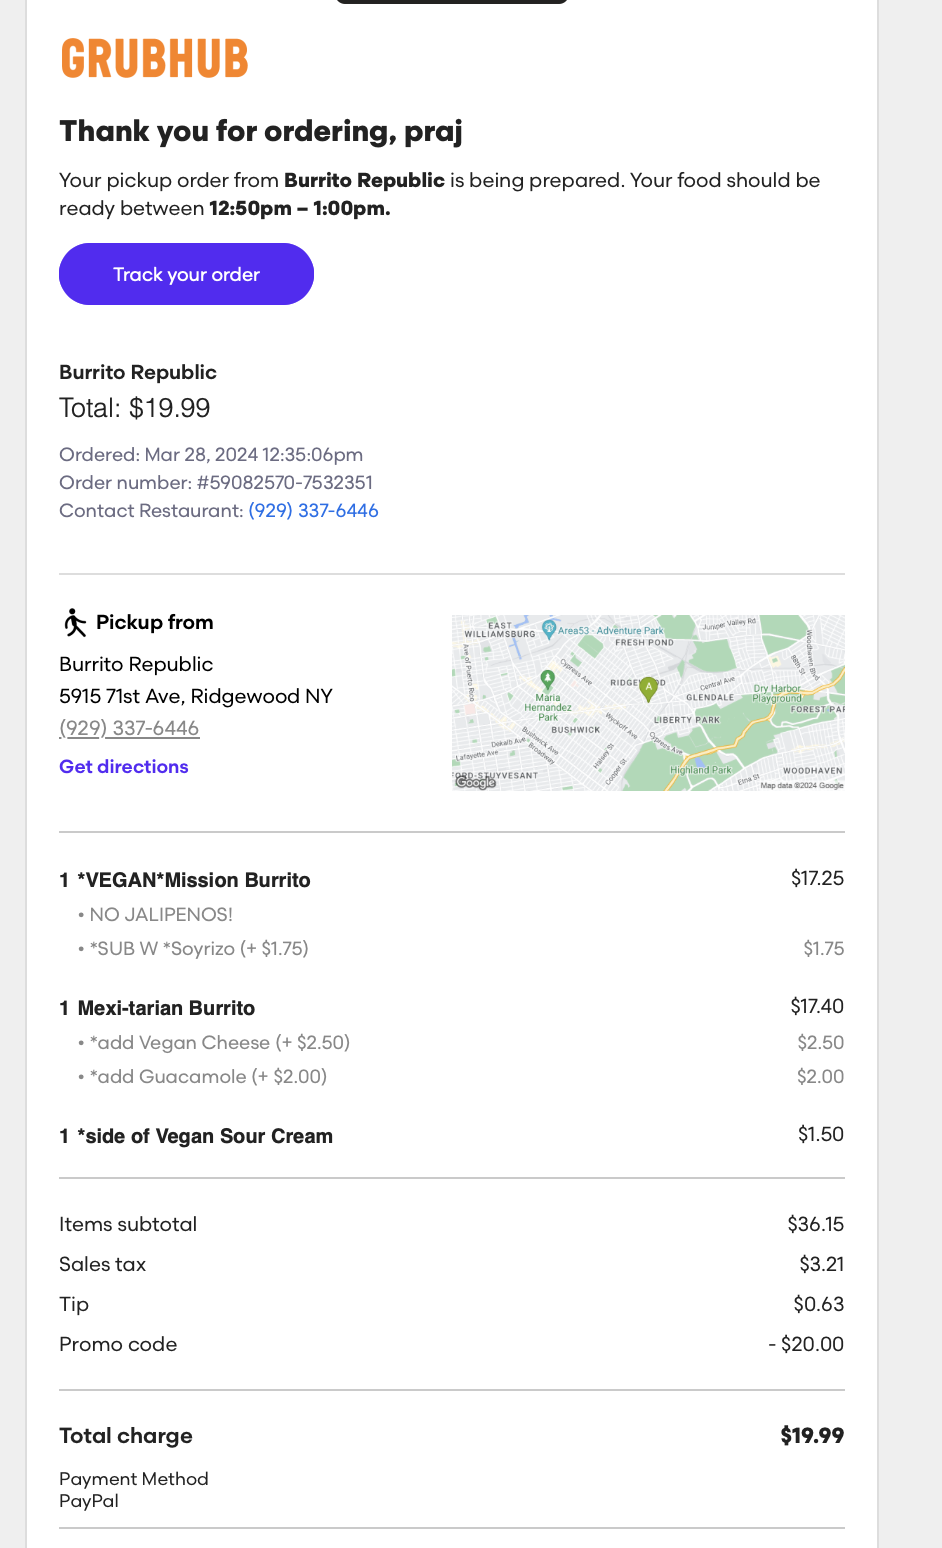 GRUBHUB
Thank you for ordering, praj
Your pickup order from Burrito Republic is being prepared. Your food should be
ready between 12:50pm – 1:00pm.
Track your order
Burrito Republic
Total: $19.99
Ordered: Mar 28, 2024 12:35:06pm
Order number: #59082570-7532351
Contact Restaurant: (929) 337-6446
Pickup from
Burrito Republic
5915 71st Ave, Ridgewood NY
(929) 337-6446
Get directions
EAST
WILLIAMSBURG
Area53 - Adventure Park
Juniper Valley Rd
FRESH POND
Woodhaven Blvd
Ave of Puerto Rico
Cypress Ave
88th St
RIDGEWOOD
A
Central Ave
GLENDALE
Dry Harbor
Playground
Maria
Hernandez
Park
FOREST PAR
LIBERTY PARK
Wyckoff Ave
BUSHWICK
Bushwick Ave
Dekalb Ave
Broadway
Lafayette Ave
Halsey St
Cooper St
Cypress Ave
Highland Park
WOODHAVEN
ORD-STUYVESANT
Etna St
Google
Map data ©2024 Google
1 *VEGAN*Mission Burrito $17.25
• NO JALIPENOS!
• *SUB W *Soyrizo (+ $1.75) $1.75
1 Mexi-tarian Burrito $17.40
• *add Vegan Cheese (+ $2.50) $2.50
• *add Guacamole (+ $2.00) $2.00
1 *side of Vegan Sour Cream $1.50
Items subtotal $36.15
Sales tax $3.21
Tip $0.63
Promo code - $20.00
Total charge $19.99
Payment Method
PayPal